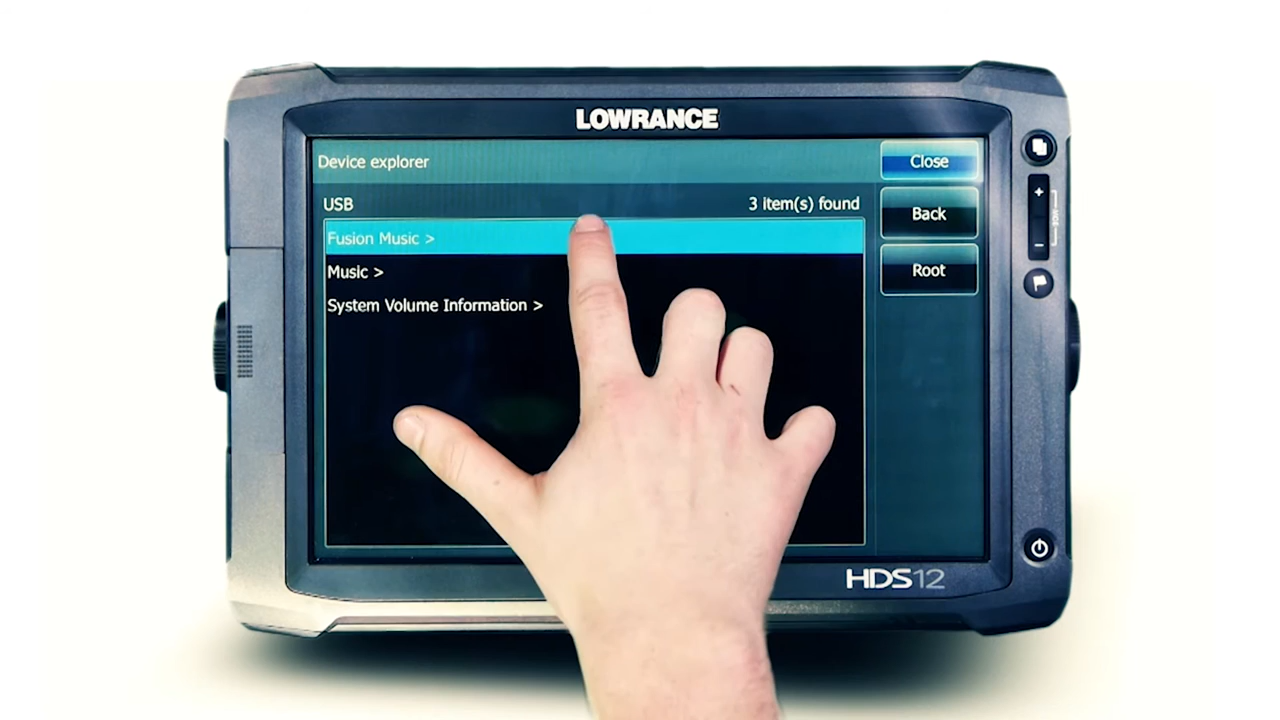 LOWRANCE
Device explorer
Close
USB
3 item(s) found
Back
Fusion Music >
Music >
Root
System Volume Information >
HDS12